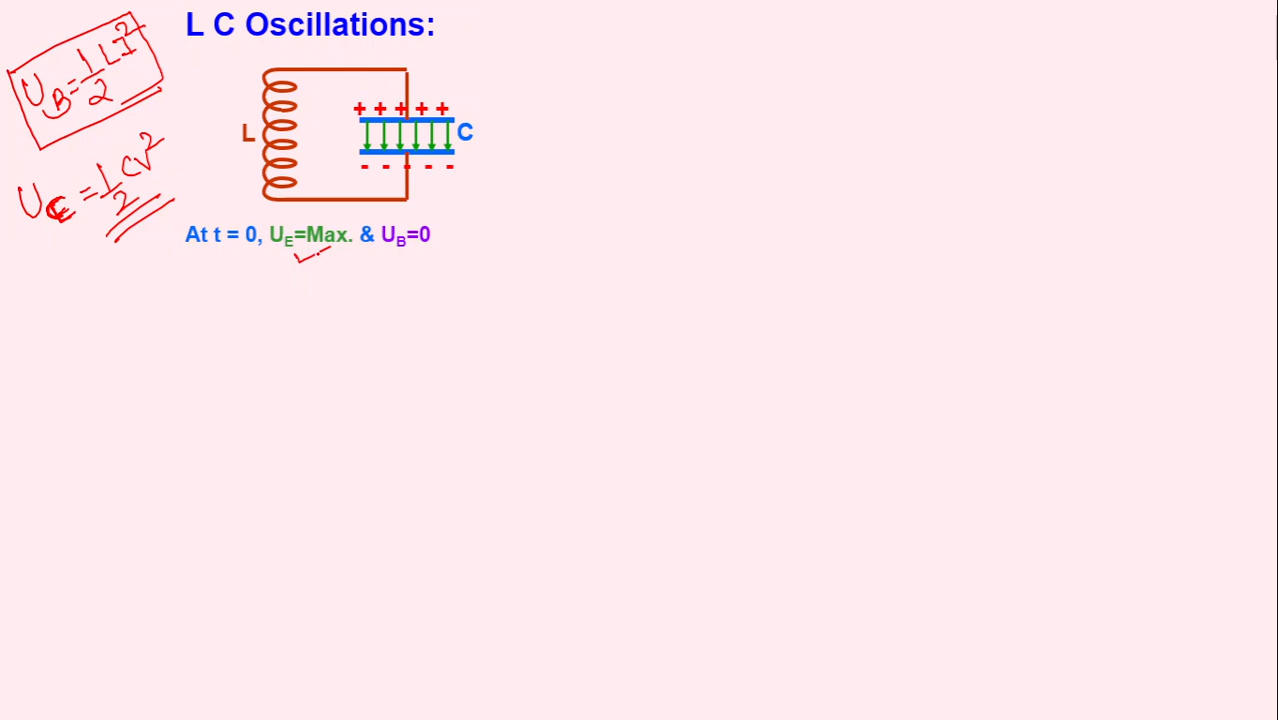 L C Oscillations:
U_B = 1/2 LI²
+ + + + +
L
C
U_E = 1/2 CV²
- - - - -
At t = 0, U_E=Max. & U_B=0